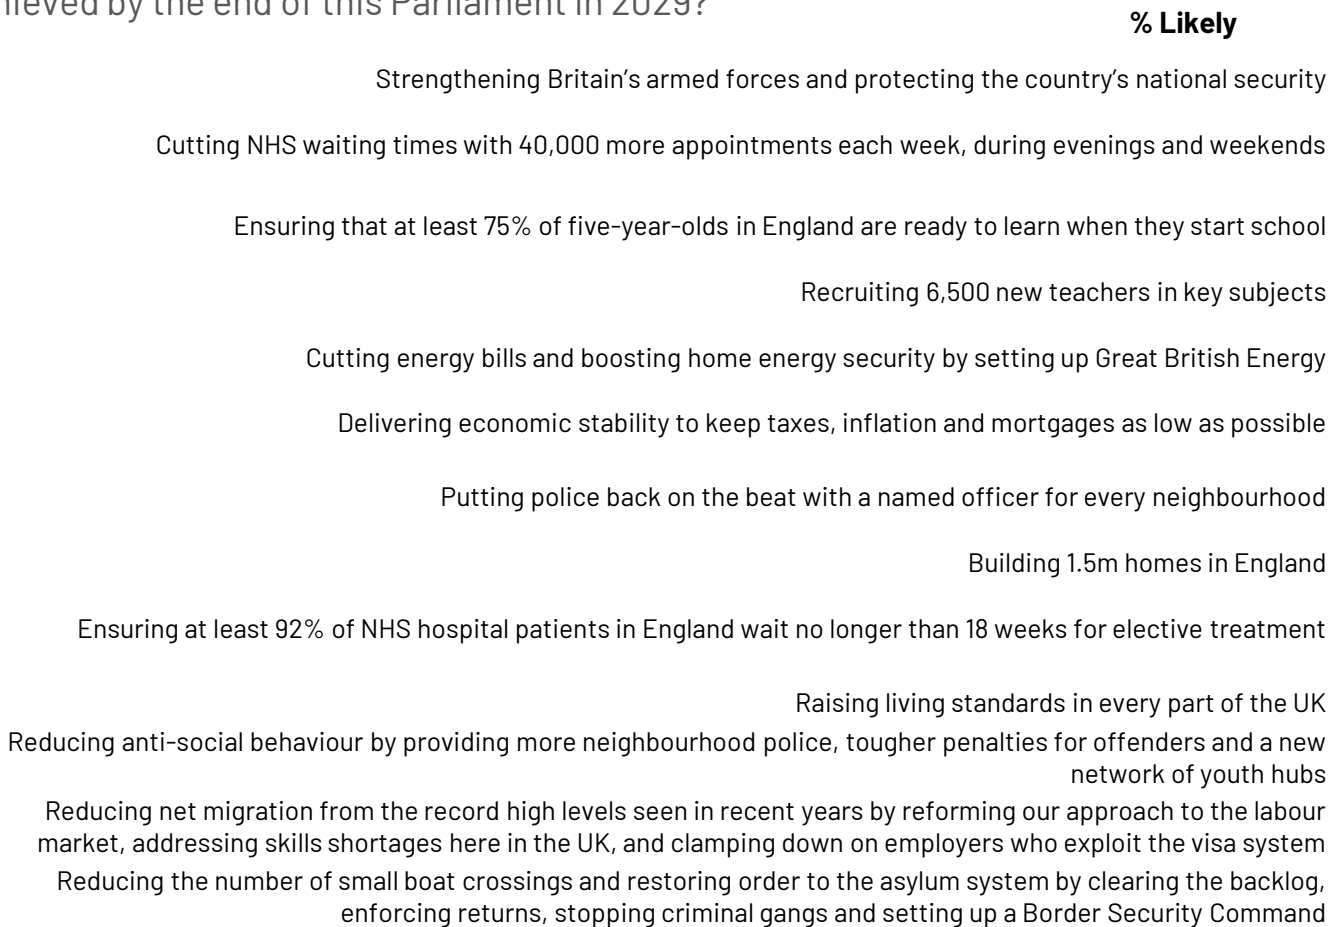 by the end of this Parliament in 2029?
% Likely
Strengthening Britain’s armed forces and protecting the country’s national security
Cutting NHS waiting times with 40,000 more appointments each week, during evenings and weekends
Ensuring that at least 75% of five-year-olds in England are ready to learn when they start school
Recruiting 6,500 new teachers in key subjects
Cutting energy bills and boosting home energy security by setting up Great British Energy
Delivering economic stability to keep taxes, inflation and mortgages as low as possible
Putting police back on the beat with a named officer for every neighbourhood
Building 1.5m homes in England
Ensuring at least 92% of NHS hospital patients in England wait no longer than 18 weeks for elective treatment
Raising living standards in every part of the UK
Reducing anti-social behaviour by providing more neighbourhood police, tougher penalties for offenders and a new
network of youth hubs
Reducing net migration from the record high levels seen in recent years by reforming our approach to the labour
market, addressing skills shortages here in the UK, and clamping down on employers who exploit the visa system
Reducing the number of small boat crossings and restoring order to the asylum system by clearing the backlog,
enforcing returns, stopping criminal gangs and setting up a Border Security Command